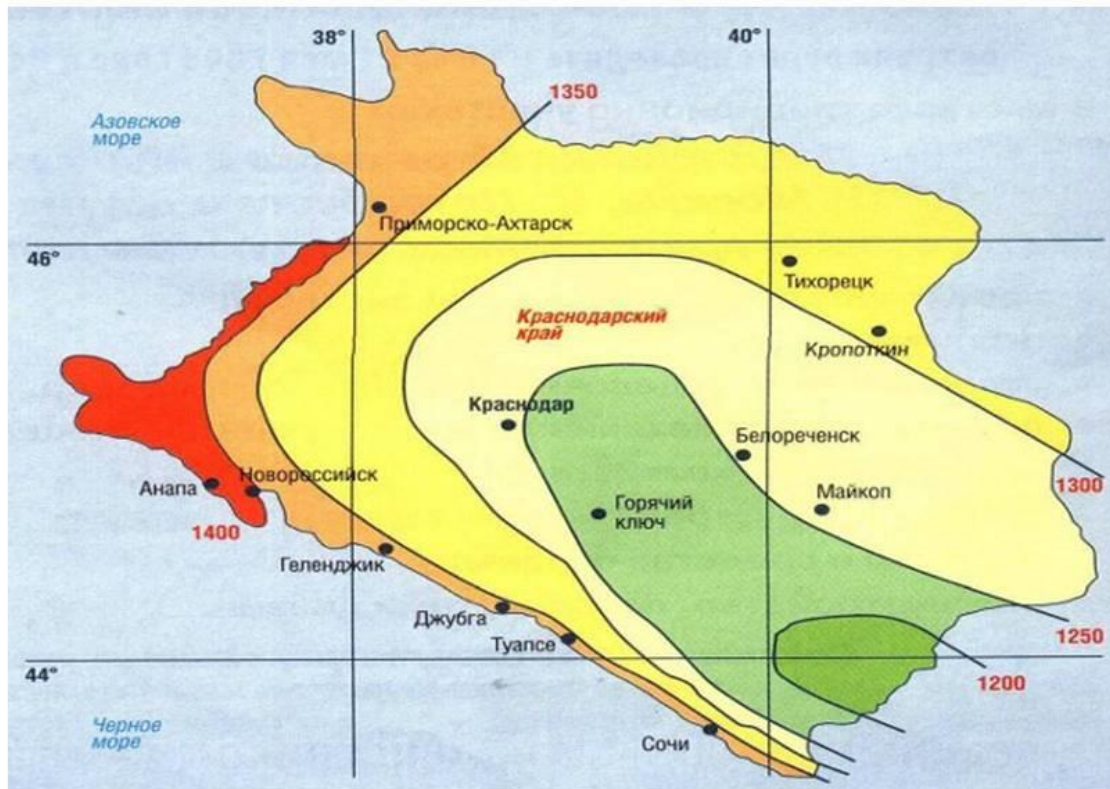 38°
40°
1350
Азовское
море
Приморско-Ахтарск
46°
Тихорецк
Краснодарский
край
Кропоткин
Краснодар
Белореченск
Анапа
Новороссийск
Горячий
ключ
Майкоп
1300
1400
Геленджик
Джубга
Туапсе
1250
44°
1200
Черное
море
Сочи